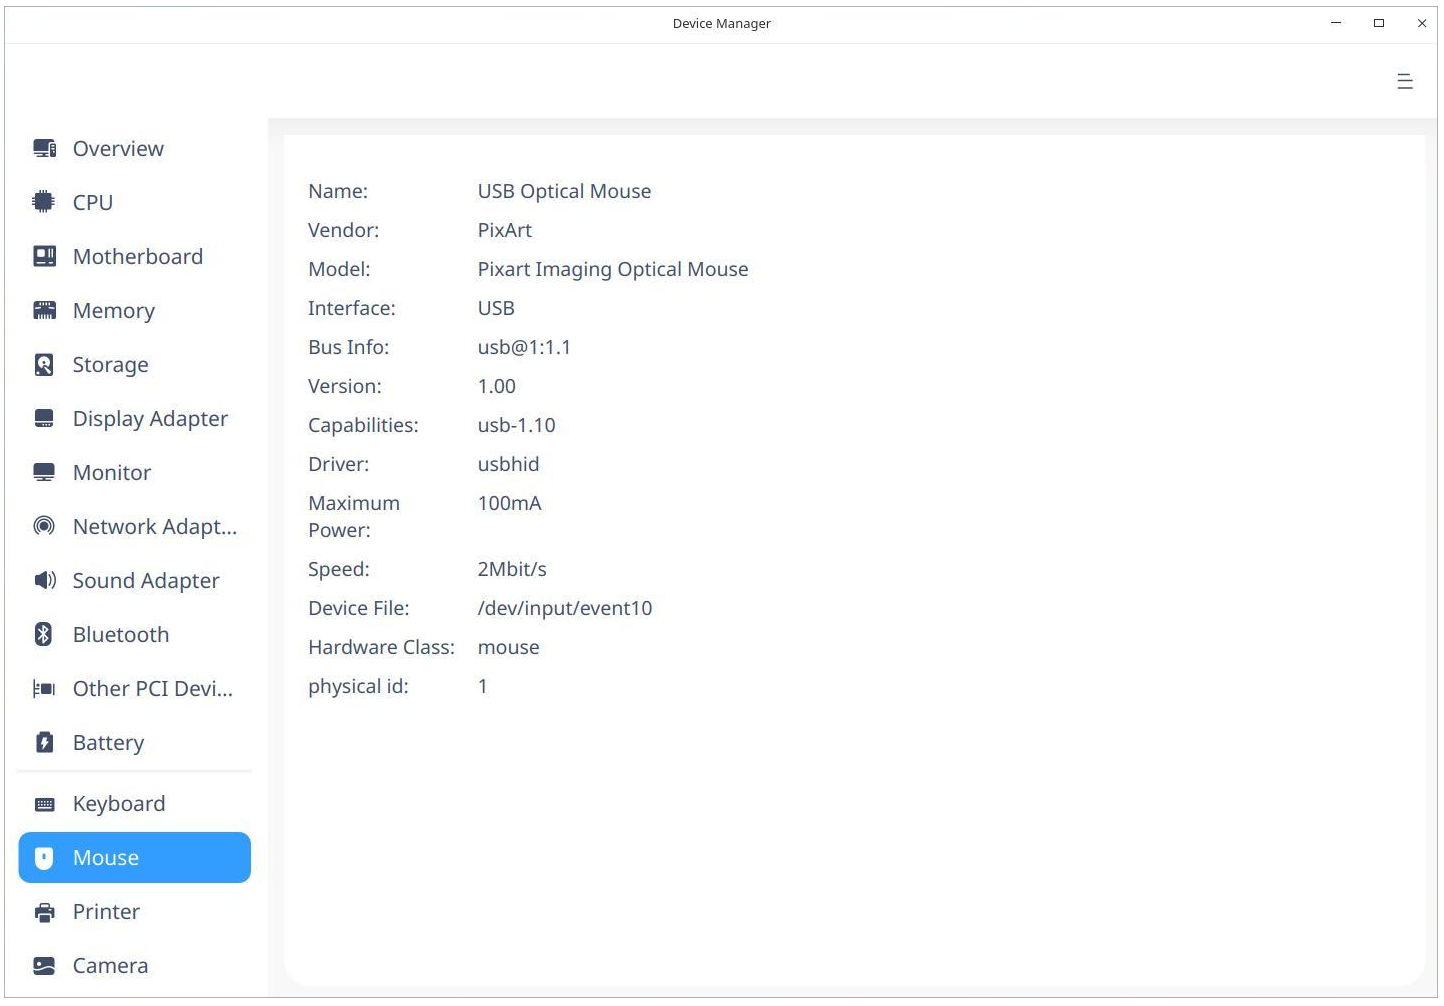 Device Manager
Overview
CPU
Motherboard
Memory
Storage
Display Adapter
Monitor
Network Adapt...
Sound Adapter
Bluetooth
Other PCI Devi...
Battery
Keyboard
Mouse
Printer
Camera
Name: USB Optical Mouse
Vendor: PixArt
Model: Pixart Imaging Optical Mouse
Interface: USB
Bus Info: usb@1:1.1
Version: 1.00
Capabilities: usb-1.10
Driver: usbhid
Maximum 100mA
Power:
Speed: 2Mbit/s
Device File: /dev/input/event10
Hardware Class: mouse
physical id: 1